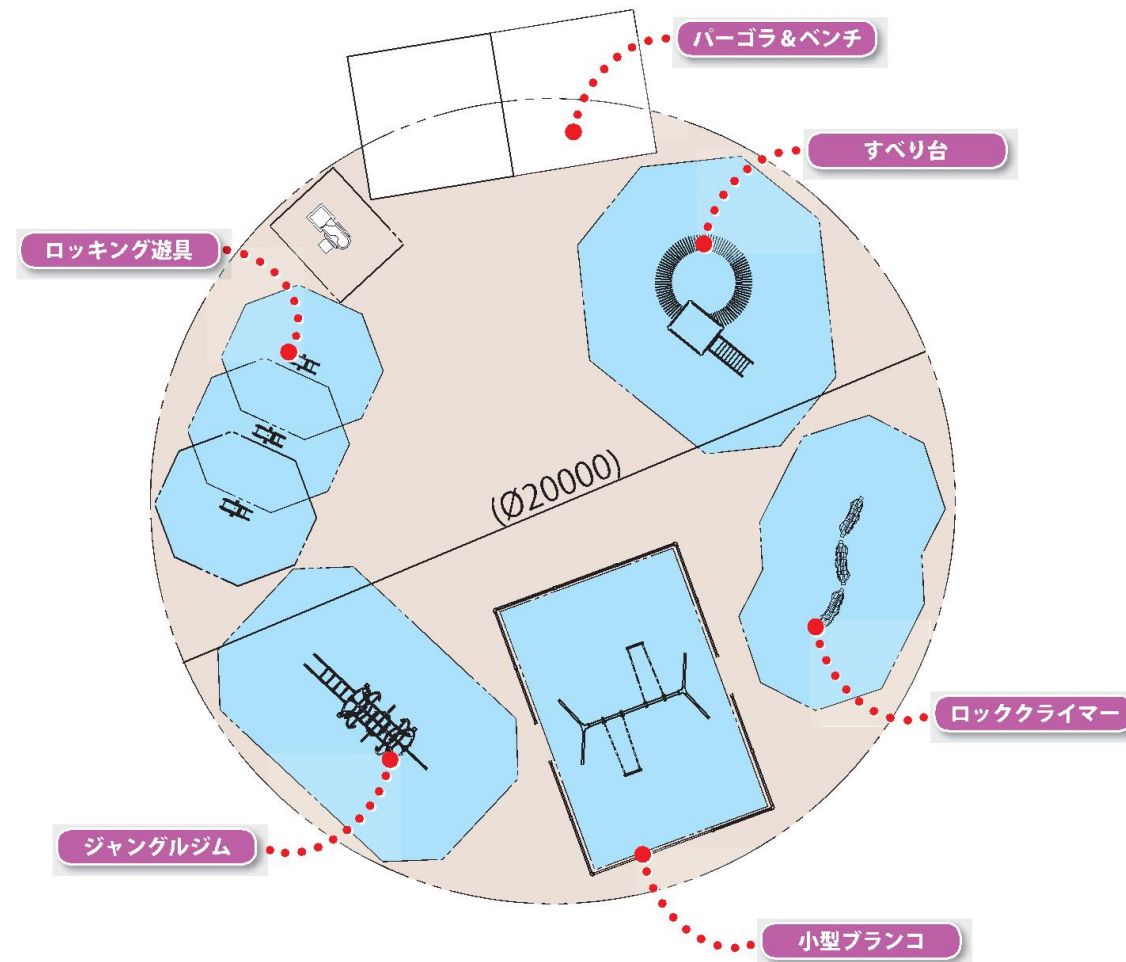 パーゴラ&ベンチ
すべり台
ロッキング遊具
(Ø20000)
ロッククライマー
ジャングルジム
小型ブランコ